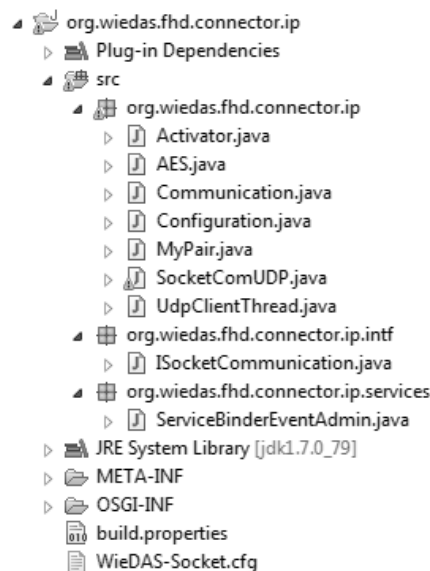 org.wiedas.fhd.connector.ip
Plug-in Dependencies
src
org.wiedas.fhd.connector.ip
Activator.java
AES.java
Communication.java
Configuration.java
MyPair.java
SocketComUDP.java
UdpClientThread.java
org.wiedas.fhd.connector.ip.intf
ISocketCommunication.java
org.wiedas.fhd.connector.ip.services
ServiceBinderEventAdmin.java
JRE System Library [jdk1.7.0_79]
META-INF
OSGI-INF
build.properties
WieDAS-Socket.cfg